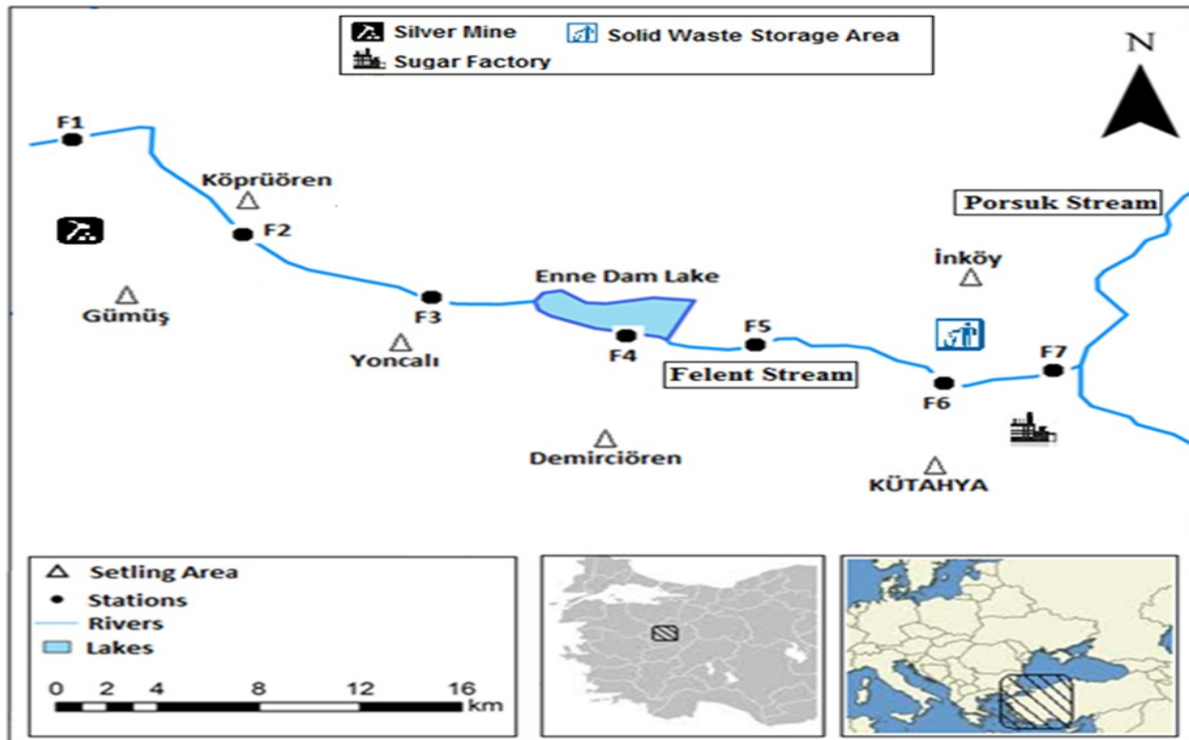 Silver Mine
Solid Waste Storage Area
Sugar Factory
N
F1
Köprüören
F2
Porsuk Stream
İnköy
Enne Dam Lake
Gümüş
F3
Yoncalı
F4
F5
Felent Stream
F6
F7
Demirciören
KÜTAHYA
Setling Area
Stations
Rivers
Lakes
0 2 4 8 12 16
km